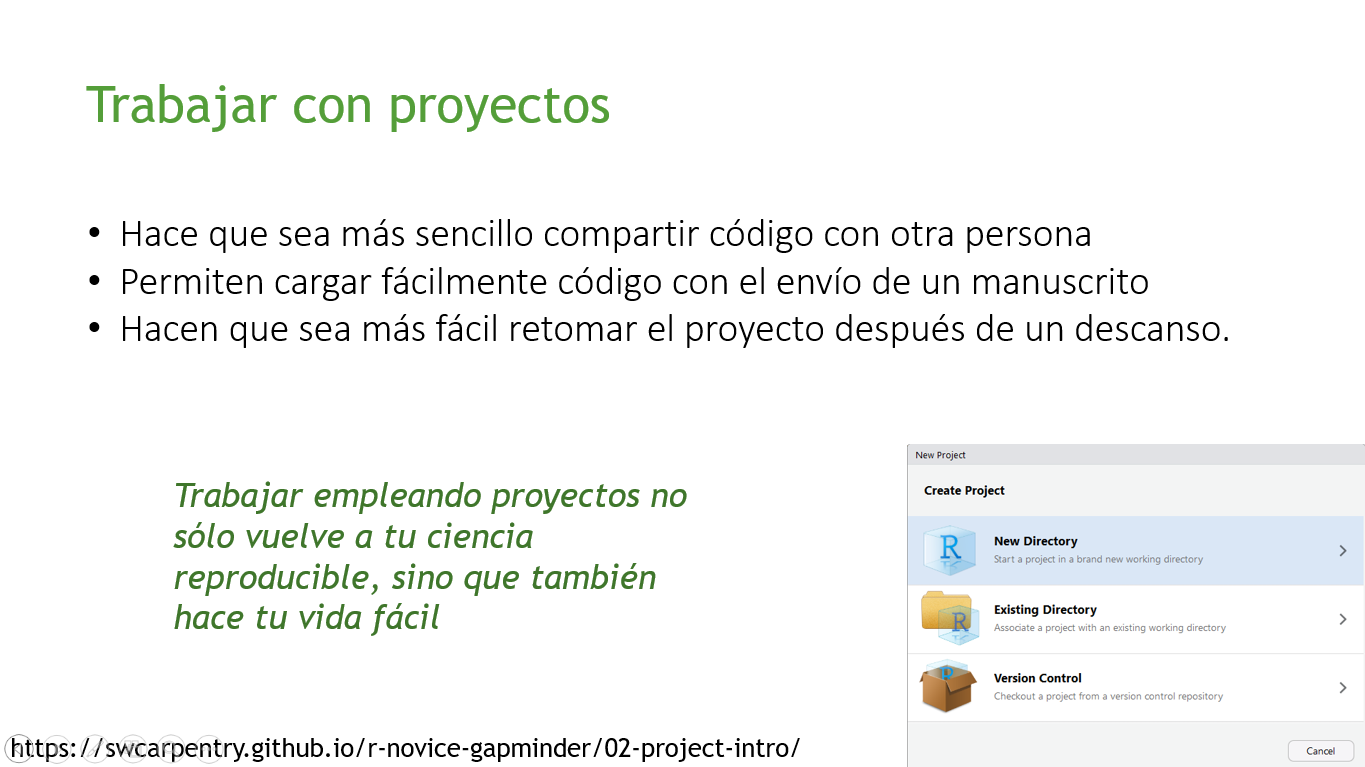 Trabajar con proyectos
• Hace que sea más sencillo compartir código con otra persona
• Permiten cargar fácilmente código con el envío de un manuscrito
• Hacen que sea más fácil retomar el proyecto después de un descanso.
Trabajar empleando proyectos no
sólo vuelve a tu ciencia
reproducible, sino que también
hace tu vida fácil
New Project
Create Project
R
New Directory
Start a project in a brand new working directory
R
Existing Directory
Associate a project with an existing working directory
R
Version Control
Checkout a project from a version control repository
Cancel
https://swcarpentry.github.io/r-novice-gapminder/02-project-intro/